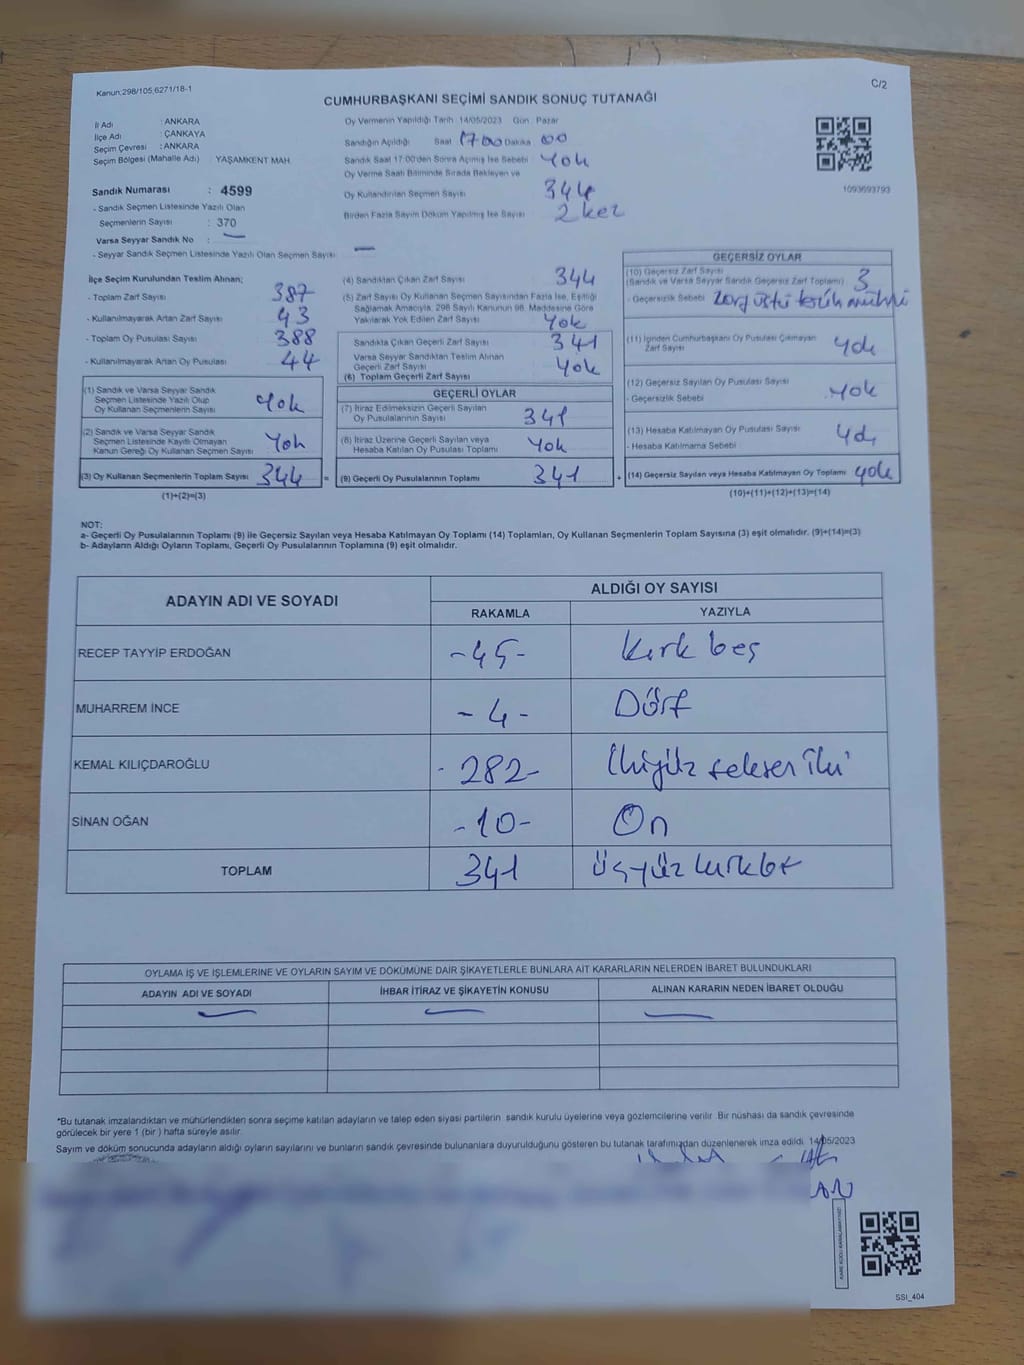 Kanun,298/105,6271/18-1
C/2
CUMHURBAŞKANI SEÇİMİ SANDIK SONUÇ TUTANAĞI
İl Adı : ANKARA
İlçe Adı : ÇANKAYA
Seçim Çevresi : ANKARA
Seçim Bölgesi (Mahalle Adı) : YAŞAMKENT MAH.
Sandık Numarası : 4599
- Sandık Seçmen Listesinde Yazılı Olan
Seçmenlerin Sayısı : 370
Varsa Seyyar Sandık No :
- Seyyar Sandık Seçmen Listesinde Yazılı Olan Seçmen Sayısı
Oy Vermenin Yapıldığı Tarih :14/05/2023 Gün : Pazar
Sandığın Açıldığı Saat 1700 Dakika 00
Sandık Saat 17:00'den Sonra Açılmış İse Sebebi Yok
Oy Verme Saati Bitiminde Sırada Bekleyen ve
Oy Kullandırılan Seçmen Sayısı 344
Birden Fazla Sayım Döküm Yapılmış İse Sayısı 2 kez
1093693793
İlçe Seçim Kurulundan Teslim Alınan;
- Toplam Zarf Sayısı 387
- Kullanılmayarak Artan Zarf Sayısı 43
- Toplam Oy Pusulası Sayısı 388
- Kullanılmayarak Artan Oy Pusulası 44
(1) Sandık ve Varsa Seyyar Sandık
Seçmen Listesinde Yazılı Olup
Oy Kullanan Seçmenlerin Sayısı Yok
(2) Sandık ve Varsa Seyyar Sandık
Seçmen Listesinde Kayıtlı Olmayan
Kanun Gereği Oy Kullanan Seçmen Sayısı Yok
(3) Oy Kullanan Seçmenlerin Toplam Sayısı 344 =
(1)+(2)=(3)
(4) Sandıktan Çıkan Zarf Sayısı 344
(5) Zarf Sayısı Oy Kullanan Seçmen Sayısından Fazla İse, Eşitliği
Sağlamak Amacıyla, 298 Sayılı Kanunun 98. Maddesine Göre
Yakılarak Yok Edilen Zarf Sayısı Yok
Sandıkta Çıkan Geçerli Zarf Sayısı 341
Varsa Seyyar Sandıktan Teslim Alınan
Geçerli Zarf Sayısı Yok
(6) Toplam Geçerli Zarf Sayısı
GEÇERLİ OYLAR
(7) İtiraz Edilmeksizin Geçerli Sayılan
Oy Pusulalarının Sayısı 341
(8) İtiraz Üzerine Geçerli Sayılan veya
Hesaba Katılan Oy Pusulası Toplamı Yok
(9) Geçerli Oy Pusulalarının Toplamı 341 +
GEÇERSİZ OYLAR
(10) Geçersiz Zarf Sayısı
(Sandık ve Varsa Seyyar Sandık Geçersiz Zarf Toplamı) 3
- Geçersizlik Sebebi
(11) İçinden Cumhurbaşkanı Oy Pusulası Çıkmayan
Zarf Sayısı Yok
(12) Geçersiz Sayılan Oy Pusulası Sayısı
- Geçersizlik Sebebi Yok
(13) Hesaba Katılmayan Oy Pusulası Sayısı Yok
- Hesaba Katılmama Sebebi
(14) Geçersiz Sayılan veya Hesaba Katılmayan Oy Toplamı Yok
(10)+(11)+(12)+(13)=(14)
NOT:
a- Geçerli Oy Pusulalarının Toplamı (9) ile Geçersiz Sayılan veya Hesaba Katılmayan Oy Toplamı (14) Toplamları, Oy Kullanan Seçmenlerin Toplam Sayısına (3) eşit olmalıdır. (9)+(14)=(3)
b- Adayların Aldığı Oyların Toplamı, Geçerli Oy Pusulalarının Toplamına (9) eşit olmalıdır.
ADAYIN ADI VE SOYADI
ALDIĞI OY SAYISI
RAKAMLA YAZIYLA
RECEP TAYYİP ERDOĞAN -45- Kırk beş
MUHARREM İNCE -4- Dört
KEMAL KILIÇDAROĞLU -282- İkiyüz seksen iki
SİNAN OĞAN -10- On
TOPLAM 341 Üçyüz kırkbir
OYLAMA İŞ VE İŞLEMLERİNE VE OYLARIN SAYIM VE DÖKÜMÜNE DAİR ŞİKAYETLERLE BUNLARA AİT KARARLARIN NELERDEN İBARET BULUNDUKLARI
ADAYIN ADI VE SOYADI İHBAR İTİRAZ VE ŞİKAYETİN KONUSU ALINAN KARARIN NEDEN İBARET OLDUĞU
*Bu tutanak imzalandıktan ve mühürlendikten sonra seçime katılan adayların ve talep eden siyasi partilerin sandık kurulu üyelerine veya gözlemcilerine verilir. Bir nüshası da sandık çevresinde
görülecek bir yere 1 (bir) hafta süreyle asılır.
Sayım ve döküm sonucunda adayların aldığı oyların sayılarını ve bunların sandık çevresinde bulunanlara duyurulduğunu gösteren bu tutanak tarafımızdan düzenlenerek imza edildi. 14/05/2023
SSI_404